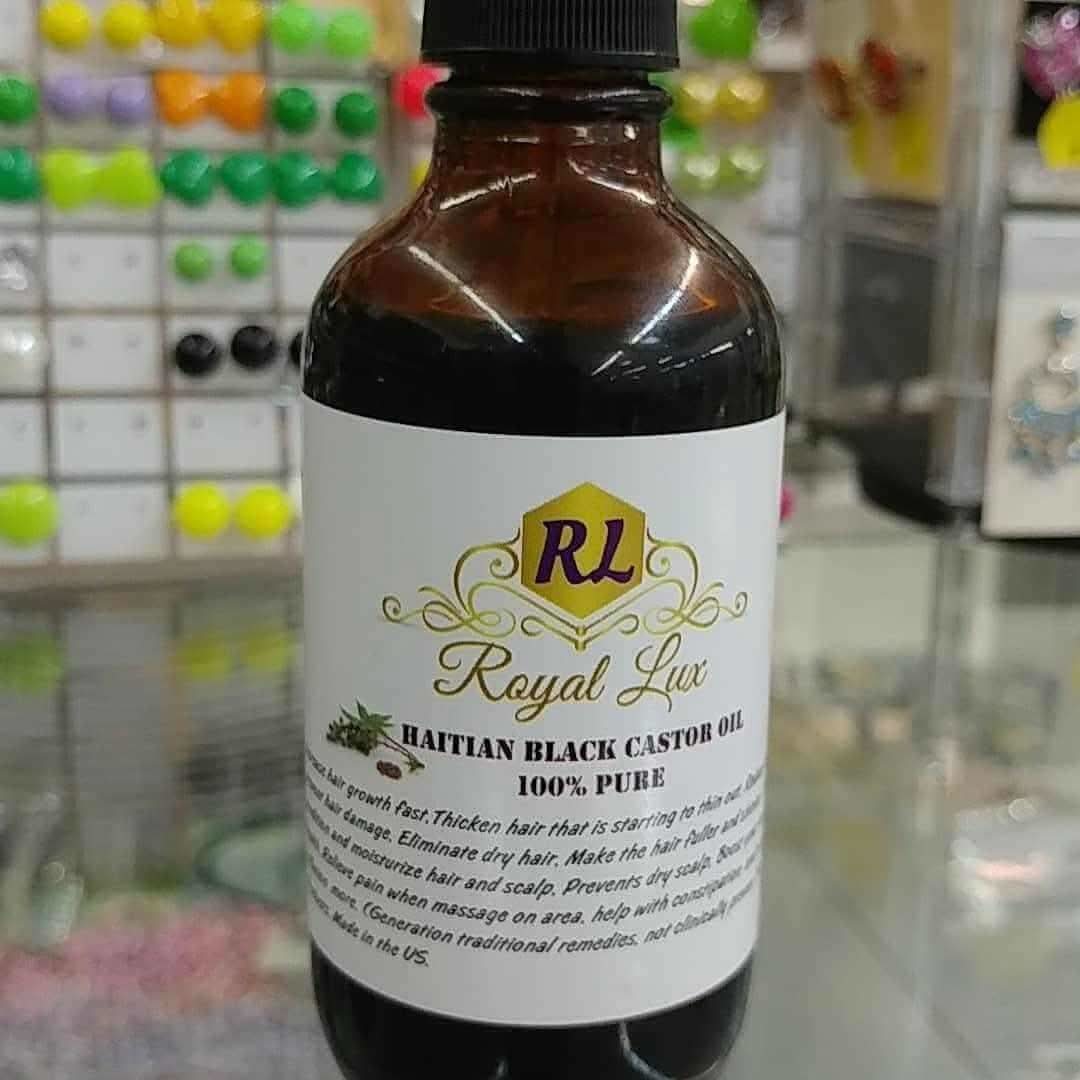 RL
Royal Lux
HAITIAN BLACK CASTOR OIL
100% PURE
hair growth fast. Thicken hair that is starting to thin out.
hair damage. Eliminate dry hair. Make the hair fuller and
and moisturize hair and scalp. Prevents dry scalp. Boost
Relieve pain when massage on area, help with constipation,
more. (Generation traditional remedies, not clinically
Made in the US.